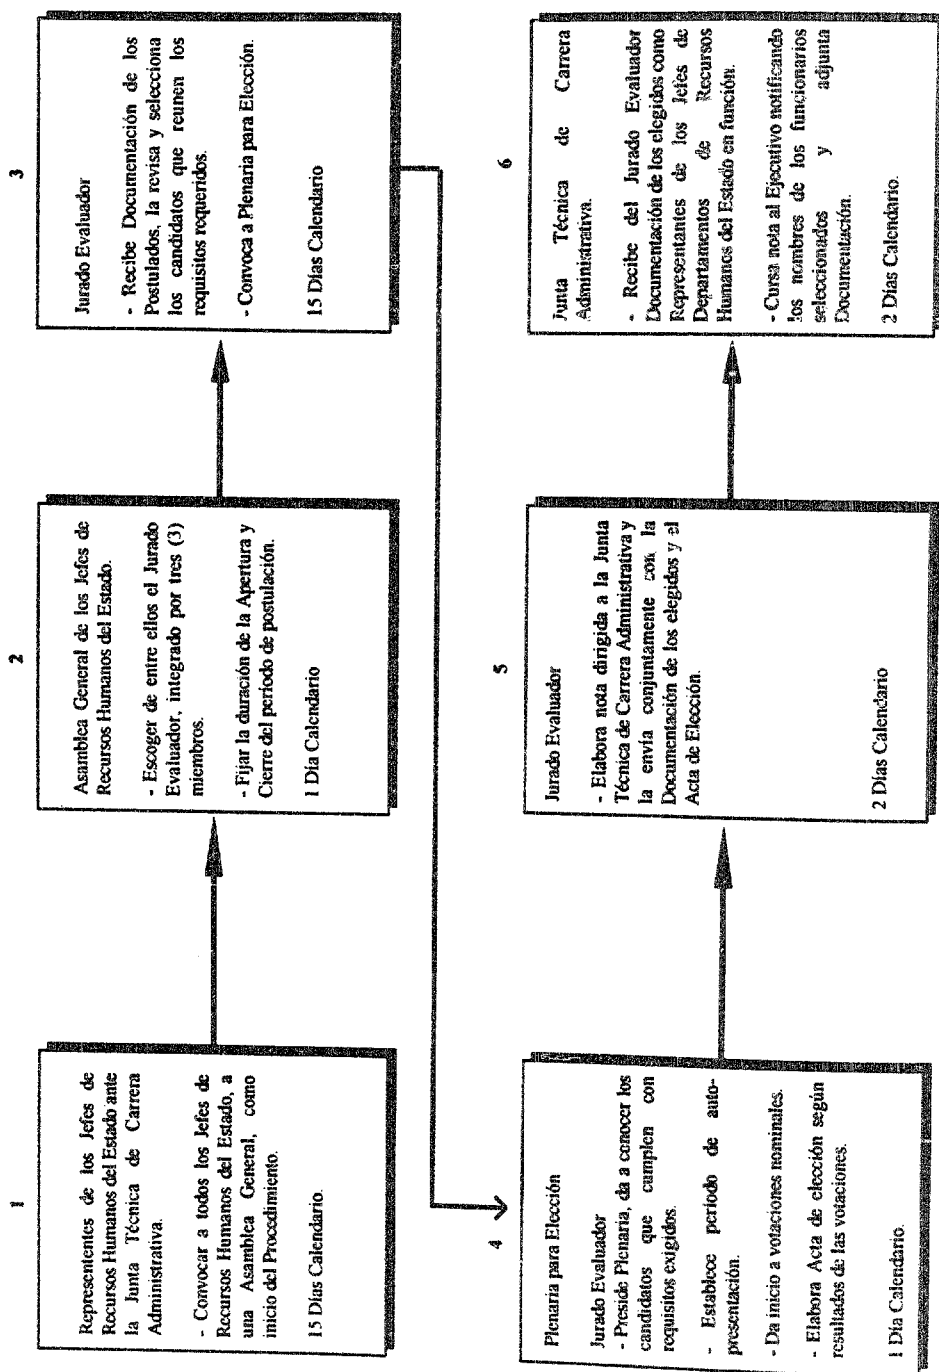 1
Represententes de los Jefes de
Recursos Humanos del Estado ante
la Junta Técnica de Carrera
Administrativa.
- Convocar a todos los Jefes de
Recursos Humanos del Estado, a
una Asamblea General, como
inicio del Procedimiento.
15 Días Calendario
2
Asamblea General de los Jefes de
Recursos Humanos del Estado.
- Escoger de entre ellos el Jurado
Evaluador, integrado por tres (3)
miembros.
- Fijar la duración de la Apertura y
Cierre del período de postulación.
1 Día Calendario
3
Jurado Evaluador
- Recibe Documentación de los
Postulados, la revisa y selecciona
los candidatos que reunen los
requisitos requeridos.
- Convoca a Plenaria para Elección.
15 Días Calendario
4
Plenaria para Elección
Jurado Evaluador
- Preside Plenaria, da a conocer los
candidatos que cumplen con
requisitos exigidos.
- Establece período de auto-
presentación.
- Da inicio a votaciones nominales.
- Elabora Acta de elección según
resultados de las votaciones.
1 Día Calendario
5
Jurado Evaluador
- Elabora nota dirigida a la Junta
Técnica de Carrera Administrativa y
la envía conjuntamente con la
Documentación de los elegidos y el
Acta de Elección.
2 Días Calendario
6
Junta Técnica de Carrera
Administrativa.
- Recibe del Jurado Evaluador
Documentación de los elegidos como
Representantes de los Jefes de
Departamentos de Recursos
Humanos del Estado en función.
- Cursa nota al Ejecutivo notificando
los nombres de los funcionarios
seleccionados y adjunta
Documentación.
2 Días Calendario.